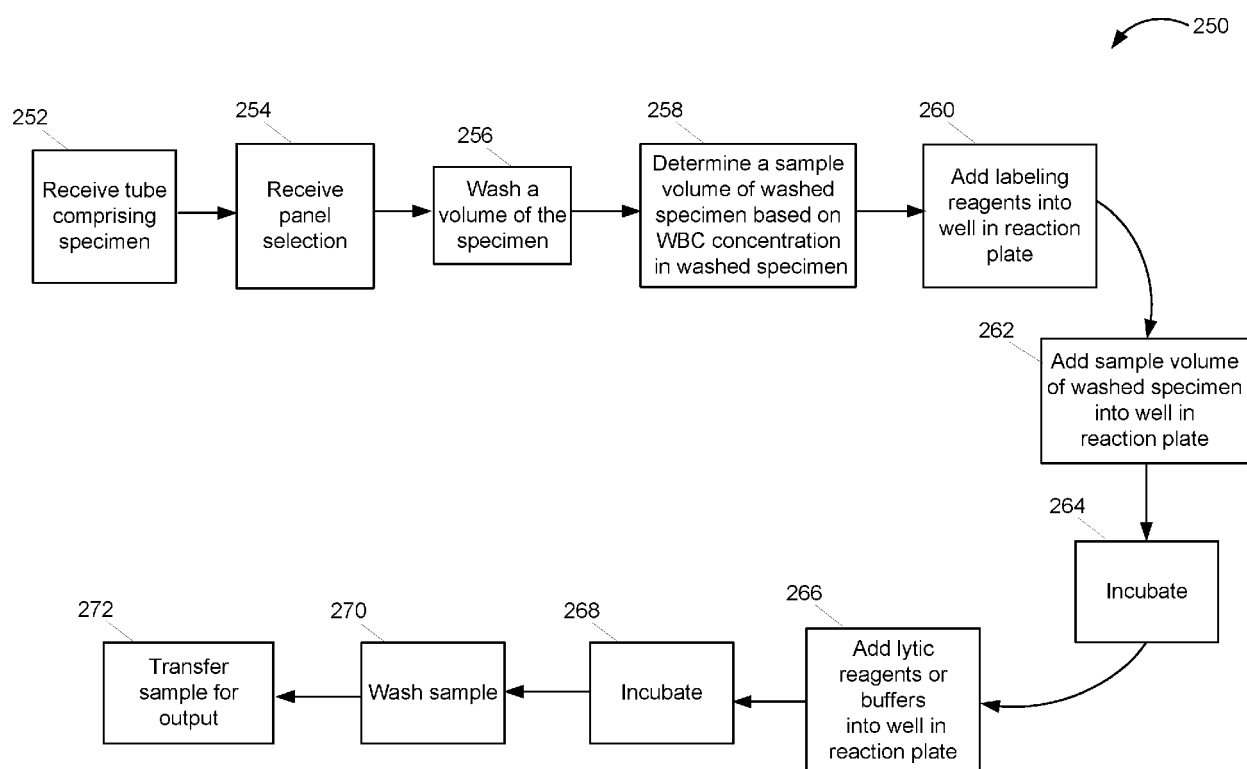 250
252
Receive tube
comprising
specimen
254
Receive
panel
selection
256
Wash a
volume of the
specimen
258
Determine a sample
volume of washed
specimen based on
WBC concentration
in washed specimen
260
Add labeling
reagents into
well in reaction
plate
262
Add sample volume
of washed specimen
into well in
reaction plate
264
Incubate
266
Add lytic
reagents or
buffers
into well in
reaction plate
268
Incubate
270
Wash sample
272
Transfer
sample for
output